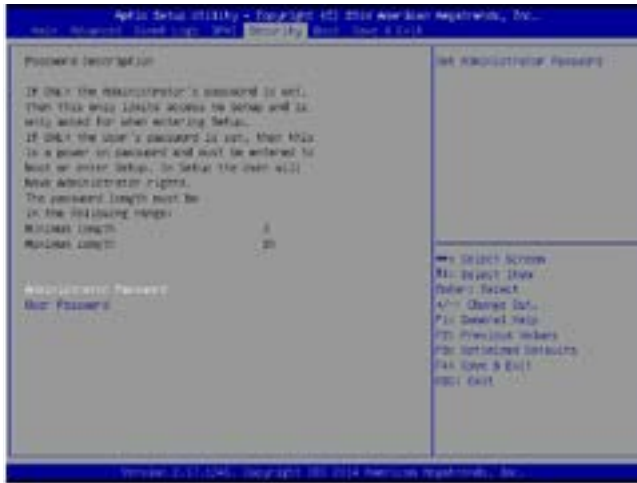 Aptio Setup Utility - Copyright (C) 2014 American Megatrends, Inc.
Main Advanced Event Logs IPMI Security Boot Save & Exit
Password Description
If ONLY the Administrator's password is set,
then this only limits access to Setup and is
only asked for when entering Setup.
If ONLY the User's password is set, then this
is a power on password and must be entered to
boot or enter Setup. In Setup the User will
have Administrator rights.
The password length must be
in the following range:
Minimum length
Maximum length
Administrator Password
User Password
Set Administrator Password
Select Screen
Select Item
Enter: Select
+/-: Change Opt.
F1: General Help
F2: Previous Values
F3: Optimized Defaults
F4: Save & Exit
ESC: Exit
Version Copyright (C) 2014 American Megatrends, Inc.